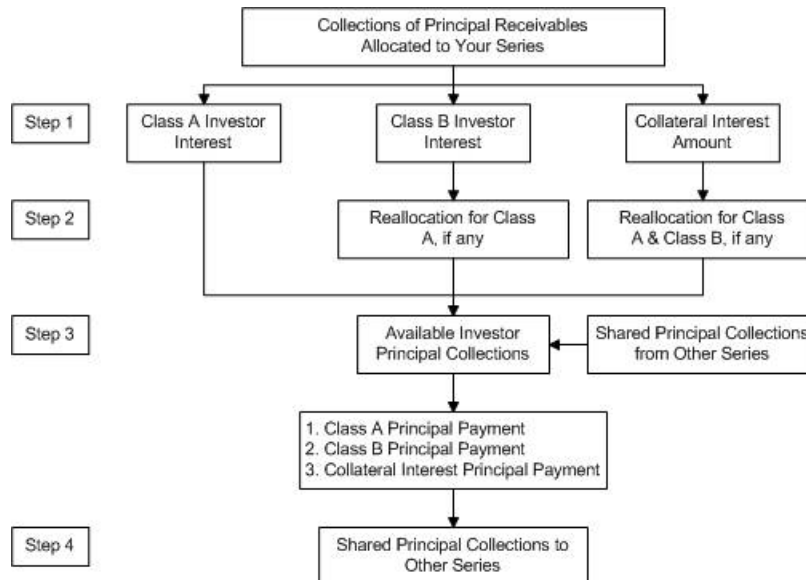 Collections of Principal Receivables
Allocated to Your Series
Step 1
Class A Investor
Interest
Class B Investor
Interest
Collateral Interest
Amount
Step 2
Reallocation for Class
A, if any
Reallocation for Class
A & Class B, if any
Step 3
Available Investor
Principal Collections
Shared Principal Collections
from Other Series
1. Class A Principal Payment
2. Class B Principal Payment
3. Collateral Interest Principal Payment
Step 4
Shared Principal Collections to
Other Series